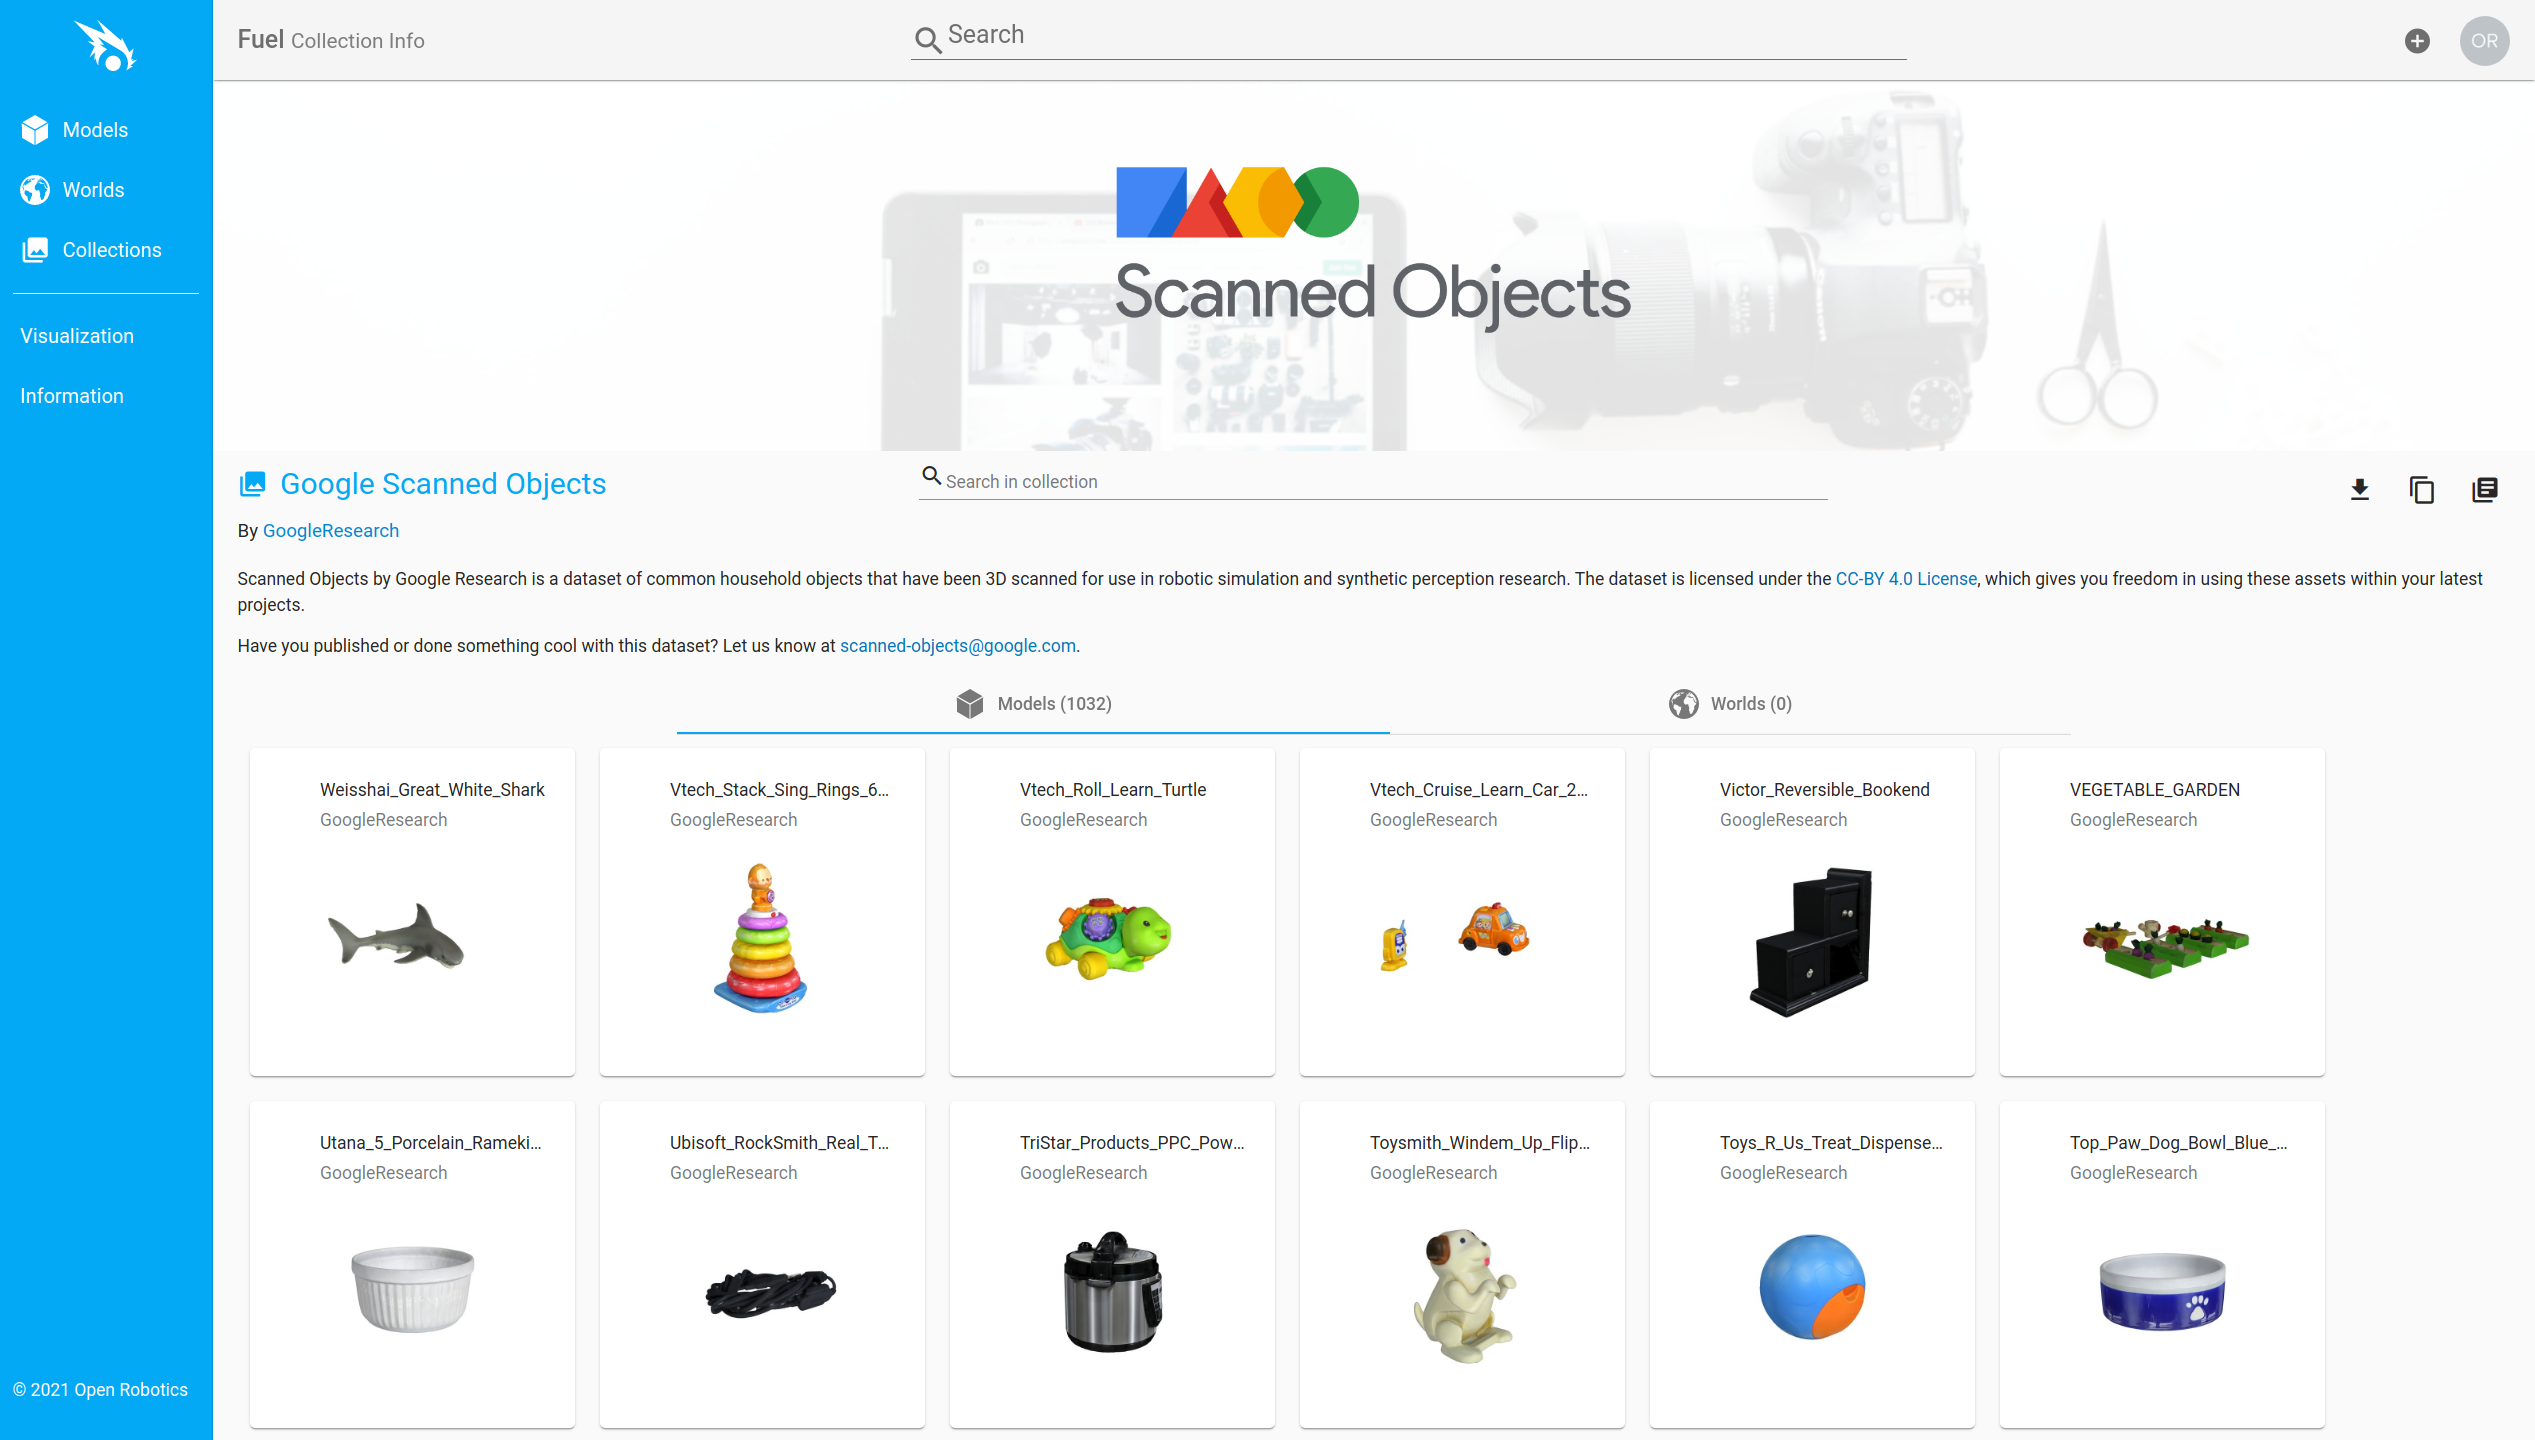 Fuel Collection Info
Search
OR
Models
Worlds
Collections
Visualization
Information
© 2021 Open Robotics
Scanned Objects
Google Scanned Objects
Search in collection
By GoogleResearch
Scanned Objects by Google Research is a dataset of common household objects that have been 3D scanned for use in robotic simulation and synthetic perception research. The dataset is licensed under the CC-BY 4.0 License, which gives you freedom in using these assets within your latest
projects.
Have you published or done something cool with this dataset? Let us know at scanned-objects@google.com.
Models (1032)
Worlds (0)
Weisshai_Great_White_Shark
GoogleResearch
Vtech_Stack_Sing_Rings_6...
GoogleResearch
Vtech_Roll_Learn_Turtle
GoogleResearch
Vtech_Cruise_Learn_Car_2...
GoogleResearch
Victor_Reversible_Bookend
GoogleResearch
VEGETABLE_GARDEN
GoogleResearch
Utana_5_Porcelain_Rameki...
GoogleResearch
Ubisoft_RockSmith_Real_T...
GoogleResearch
TriStar_Products_PPC_Pow...
GoogleResearch
Toysmith_Windem_Up_Flip...
GoogleResearch
Toys_R_Us_Treat_Dispense...
GoogleResearch
Top_Paw_Dog_Bowl_Blue_...
GoogleResearch